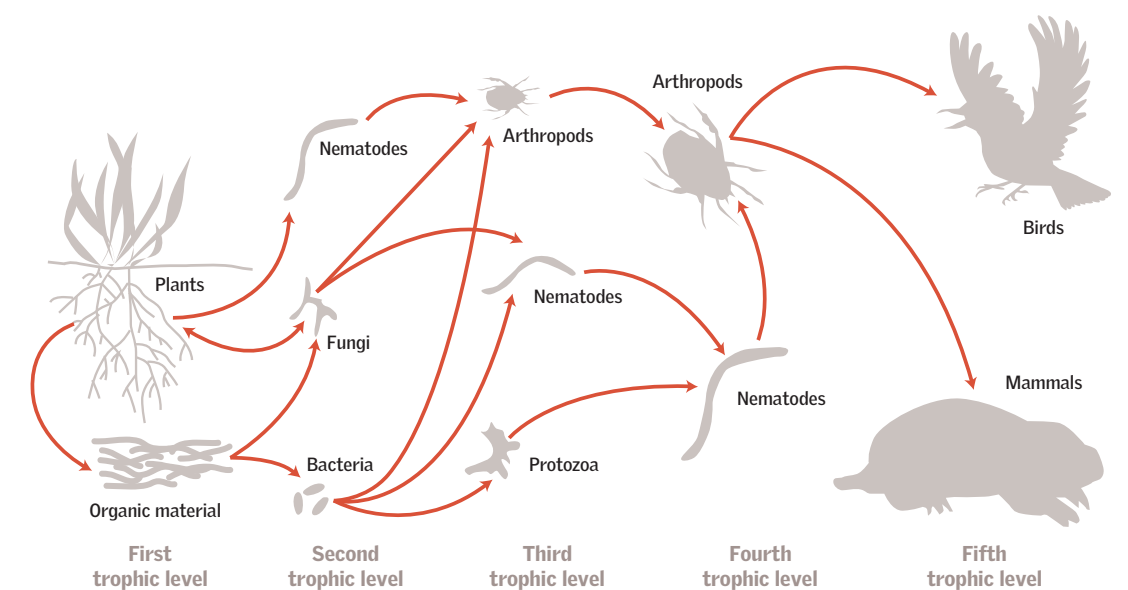 Arthropods
Arthropods
Nematodes
Birds
Plants
Nematodes
Fungi
Mammals
Nematodes
Bacteria
Protozoa
Organic material
First
trophic level
Second
trophic level
Third
trophic level
Fourth
trophic level
Fifth
trophic level